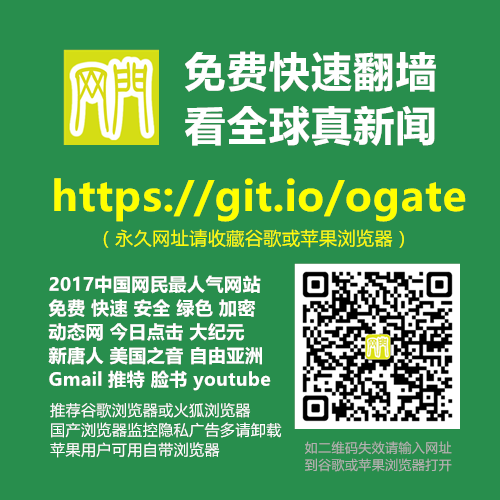 网門
免费快速翻墙
看全球真新闻
https://git.io/ogate
（永久网址请收藏谷歌或苹果浏览器）
2017中国网民最人气网站
免费 快速 安全 绿色 加密
动态网 今日点击 大纪元
新唐人 美国之音 自由亚洲
Gmail 推特 脸书 youtube
推荐谷歌浏览器或火狐浏览器
国产浏览器监控隐私广告多请卸载
苹果用户可用自带浏览器
如二维码失效请输入网址
到谷歌或苹果浏览器打开